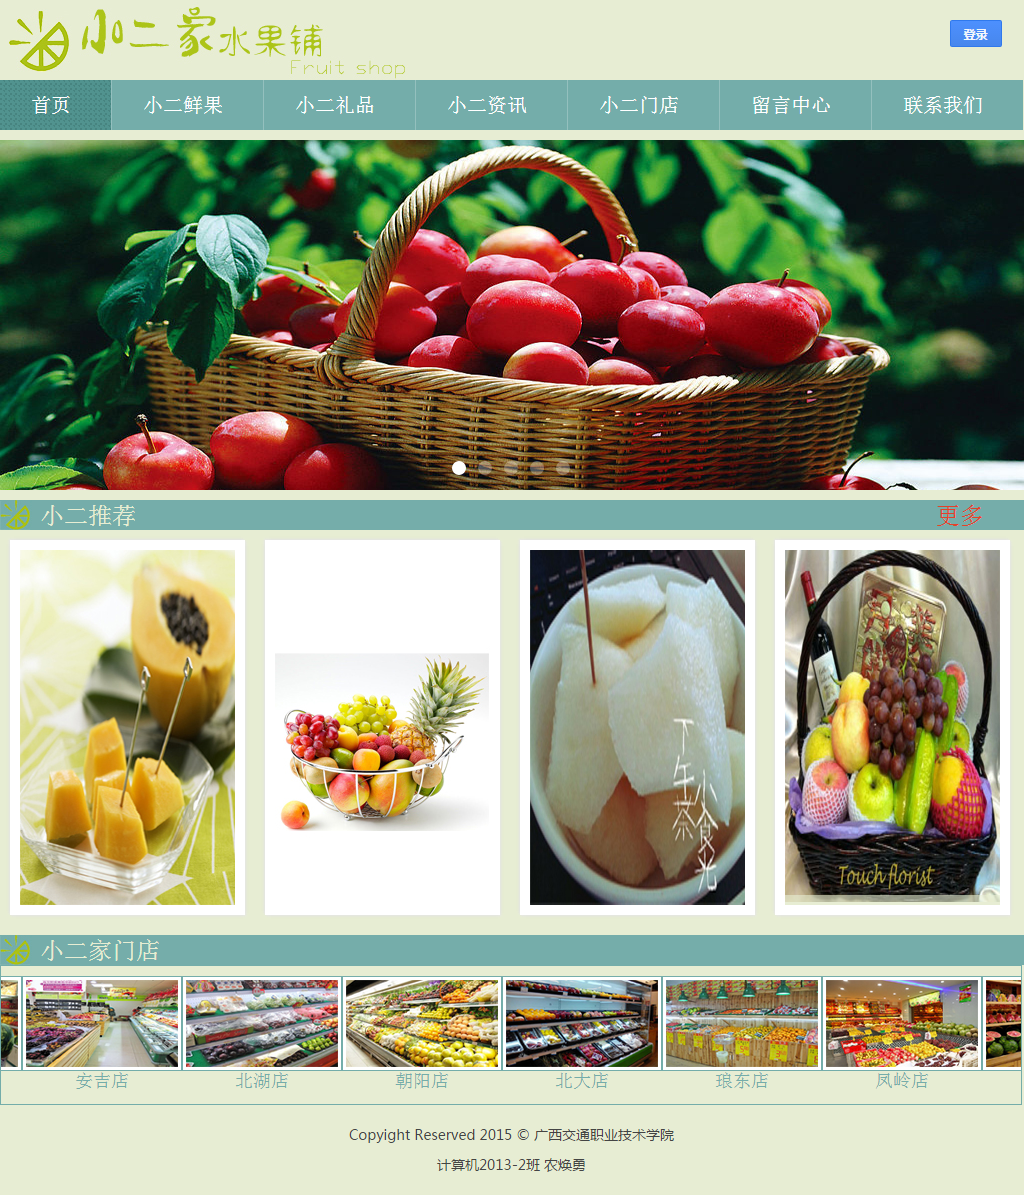 小二家水果铺
Fruit shop
登录
首页
小二鲜果
小二礼品
小二资讯
小二门店
留言中心
联系我们
小二推荐
更多
下午茶
小食光
Touch florist
小二家门店
安吉店
北湖店
朝阳店
北大店
琅东店
凤岭店
Copyight Reserved 2015 © 广西交通职业技术学院
计算机2013-2班 农焕勇